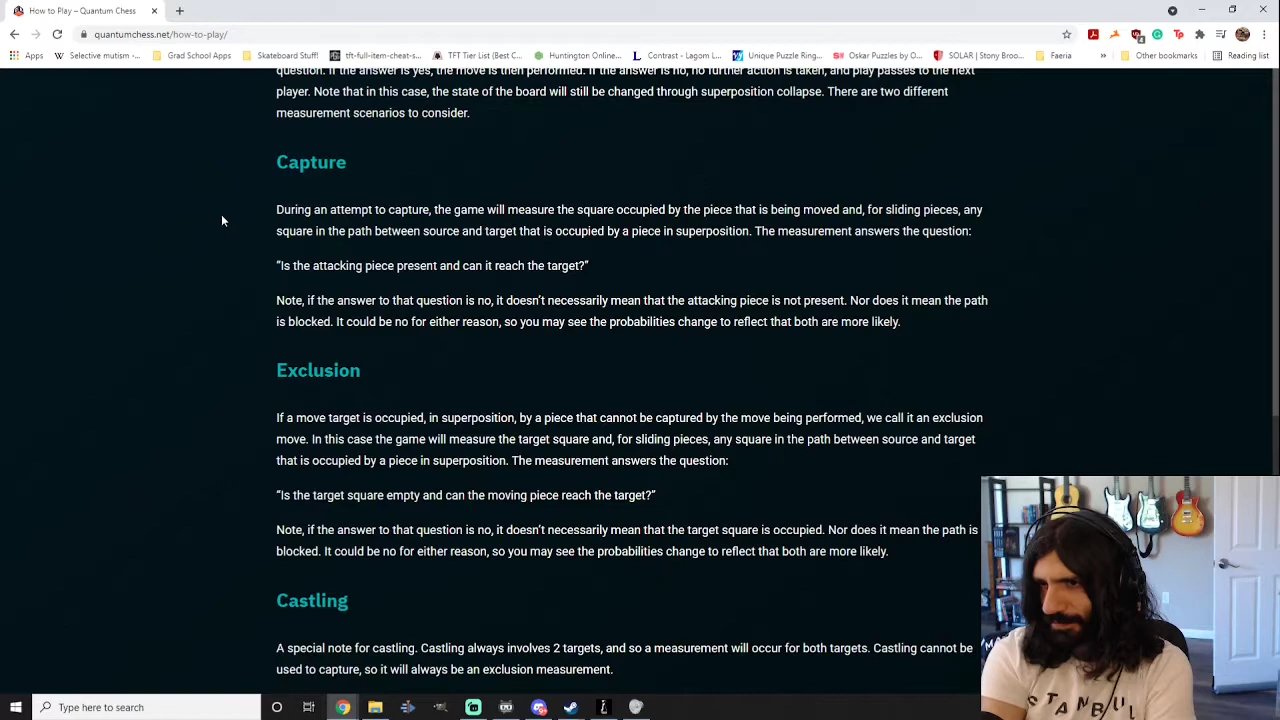 How to Play – Quantum Chess
quantumchess.net/how-to-play/
Apps
Selective mutism -...
Grad School Apps
Skateboard Stuff!
tft-full-item-cheat-s...
TFT Tier List (Best C...
Huntington Online...
Contrast - Lagom L...
Unique Puzzle Ring...
Oskar Puzzles by O...
SOLAR | Stony Broo...
Faeria
»
Other bookmarks
Reading list
question. If the answer is yes, the move is then performed. If the answer is no, no further action is taken, and play passes to the next
player. Note that in this case, the state of the board will still be changed through superposition collapse. There are two different
measurement scenarios to consider.
Capture
During an attempt to capture, the game will measure the square occupied by the piece that is being moved and, for sliding pieces, any
square in the path between source and target that is occupied by a piece in superposition. The measurement answers the question:
“Is the attacking piece present and can it reach the target?”
Note, if the answer to that question is no, it doesn’t necessarily mean that the attacking piece is not present. Nor does it mean the path
is blocked. It could be no for either reason, so you may see the probabilities change to reflect that both are more likely.
Exclusion
If a move target is occupied, in superposition, by a piece that cannot be captured by the move being performed, we call it an exclusion
move. In this case the game will measure the target square and, for sliding pieces, any square in the path between source and target
that is occupied by a piece in superposition. The measurement answers the question:
“Is the target square empty and can the moving piece reach the target?”
Note, if the answer to that question is no, it doesn’t necessarily mean that the target square is occupied. Nor does it mean the path is
blocked. It could be no for either reason, so you may see the probabilities change to reflect that both are more likely.
Castling
A special note for castling. Castling always involves 2 targets, and so a measurement will occur for both targets. Castling cannot be
used to capture, so it will always be an exclusion measurement.
Type here to search